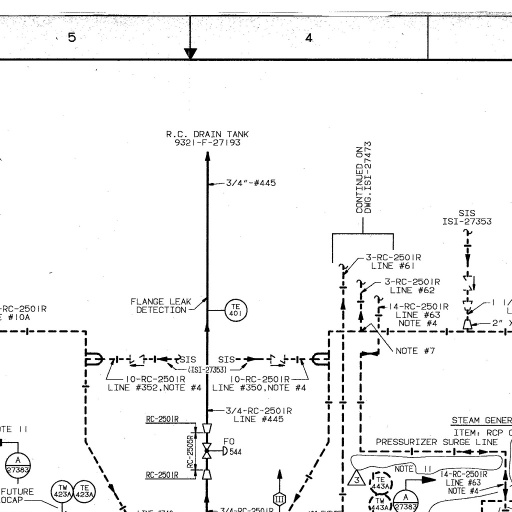 5
4
R.C. DRAIN TANK
9321-F-27193
3/4"-#445
CONTINUED ON
DWG.ISI-27473
SIS
ISI-27353
3-RC-2501R
LINE #61
3-RC-2501R
LINE #62
14-RC-2501R
LINE #63
NOTE #4
NOTE #7
-RC-2501R
#10A
FLANGE LEAK
DETECTION
TE
401
2" X
SIS
SIS
(ISI-27353)
10-RC-2501R
LINE #352,NOTE #4
10-RC-2501R
LINE #350,NOTE #4
3/4-RC-2501R
LINE #445
RC-2501R
RC-2505R
FO
544
RC-2501R
STEAM GENER
ITEM: RCP
PRESSURIZER SURGE LINE
OTE 11
A
27383
FUTURE
OCAP
TW
423A
TE
423A
3
NOTE 11
TE
443A
TW
443A
A
27383
14-RC-2501R
LINE #63
NOTE #4
3/4-RC-2501R